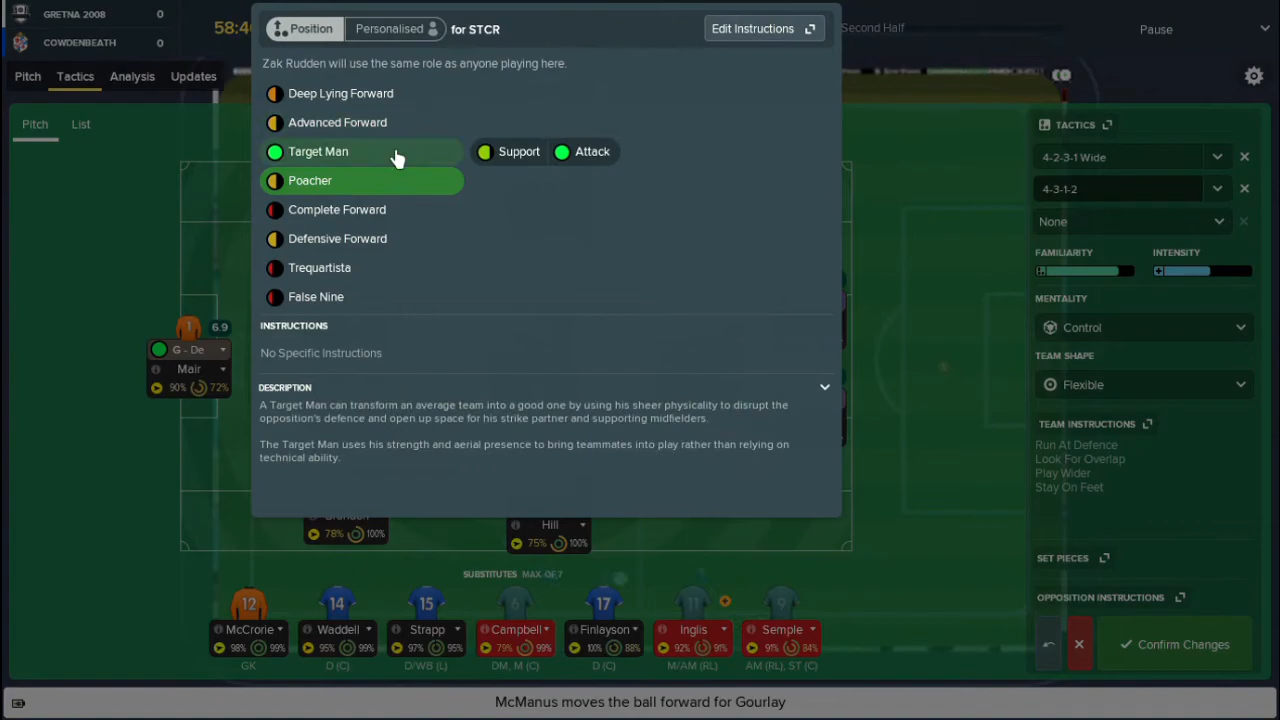 GRETNA 2008 0
COWDENBEATH 0
58:4
Second Half
Pause
Pitch Tactics Analysis Updates
Position Personalised for STCR
Edit Instructions
Zak Rudden will use the same role as anyone playing here.
Deep Lying Forward
Advanced Forward
Target Man Support Attack
Poacher
Complete Forward
Defensive Forward
Trequartista
False Nine
INSTRUCTIONS
No Specific Instructions
DESCRIPTION
A Target Man can transform an average team into a good one by using his sheer physicality to disrupt the
opposition's defence and open up space for his strike partner and supporting midfielders.
The Target Man uses his strength and aerial presence to bring teammates into play rather than relying on
technical ability.
Pitch List
1 6.9
G - De
Mair
90% 72%
78% 100%
Hill
75% 100%
TACTICS
4-2-3-1 Wide
4-3-1-2
None
FAMILIARITY INTENSITY
MENTALITY
Control
TEAM SHAPE
Flexible
TEAM INSTRUCTIONS
Run At Defence
Look For Overlap
Play Wider
Stay On Feet
SET PIECES
OPPOSITION INSTRUCTIONS
Confirm Changes
SUBSTITUTES MAX OF 7
12 14 15 6 17 11 9
McCrorie Waddell Strapp Campbell Finlayson Inglis Semple
98% 99% 95% 99% 97% 95% 79% 99% 100% 88% 92% 91% 91% 84%
GK D (C) D/WB (L) DM, M (C) D (C) M/AM (RL) AM (RL), ST (C)
McManus moves the ball forward for Gourlay